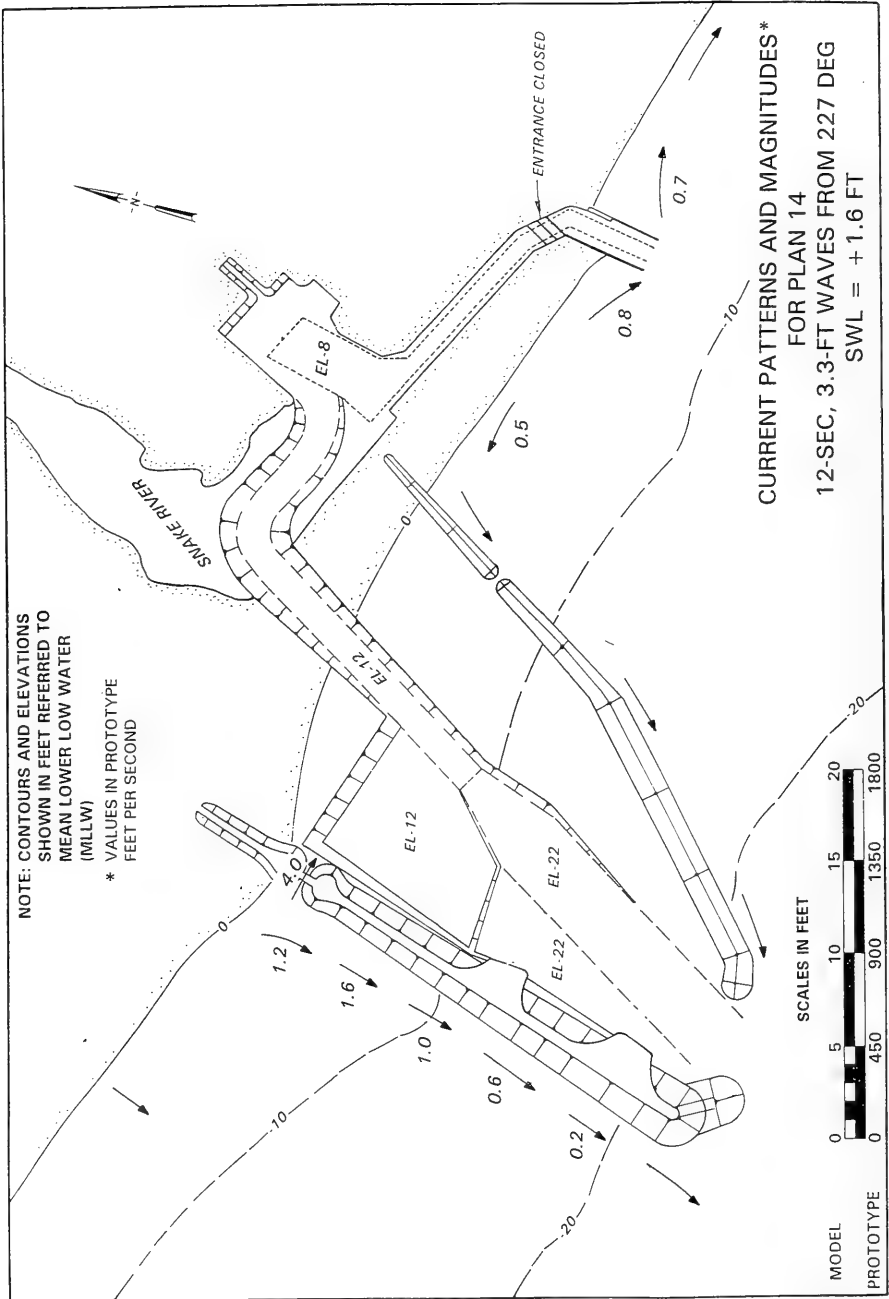 NOTE: CONTOURS AND ELEVATIONS
SHOWN IN FEET REFERRED TO
MEAN LOWER LOW WATER
(MLLW)
* VALUES IN PROTOTYPE
FEET PER SECOND
SNAKE RIVER
-N-
ENTRANCE CLOSED
EL-8
EL-12
EL-12
EL-22
EL-22
0
0
-10
-10
-20
-20
4.0
1.2
1.6
1.0
0.6
0.2
0.5
0.8
0.7
SCALES IN FEET
MODEL 0 5 10 15 20
PROTOTYPE 0 450 900 1350 1800
CURRENT PATTERNS AND MAGNITUDES*
FOR PLAN 14
12-SEC, 3.3-FT WAVES FROM 227 DEG
SWL = +1.6 FT